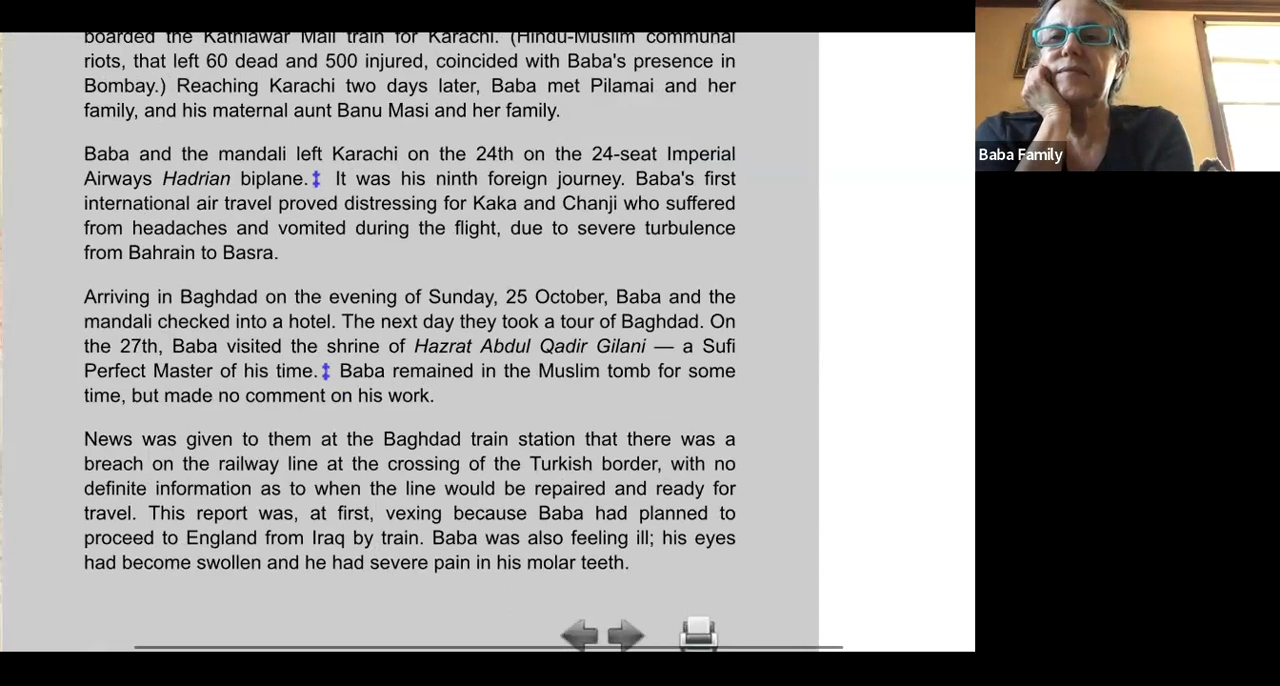 boarded the Kathiawar Mail train for Karachi. (Hindu-Muslim communal
riots, that left 60 dead and 500 injured, coincided with Baba's presence in
Bombay.) Reaching Karachi two days later, Baba met Pilamai and her
family, and his maternal aunt Banu Masi and her family.
Baba and the mandali left Karachi on the 24th on the 24-seat Imperial
Airways Hadrian biplane.‡ It was his ninth foreign journey. Baba's first
international air travel proved distressing for Kaka and Chanji who suffered
from headaches and vomited during the flight, due to severe turbulence
from Bahrain to Basra.
Arriving in Baghdad on the evening of Sunday, 25 October, Baba and the
mandali checked into a hotel. The next day they took a tour of Baghdad. On
the 27th, Baba visited the shrine of Hazrat Abdul Qadir Gilani — a Sufi
Perfect Master of his time.‡ Baba remained in the Muslim tomb for some
time, but made no comment on his work.
News was given to them at the Baghdad train station that there was a
breach on the railway line at the crossing of the Turkish border, with no
definite information as to when the line would be repaired and ready for
travel. This report was, at first, vexing because Baba had planned to
proceed to England from Iraq by train. Baba was also feeling ill; his eyes
had become swollen and he had severe pain in his molar teeth.
Baba Family